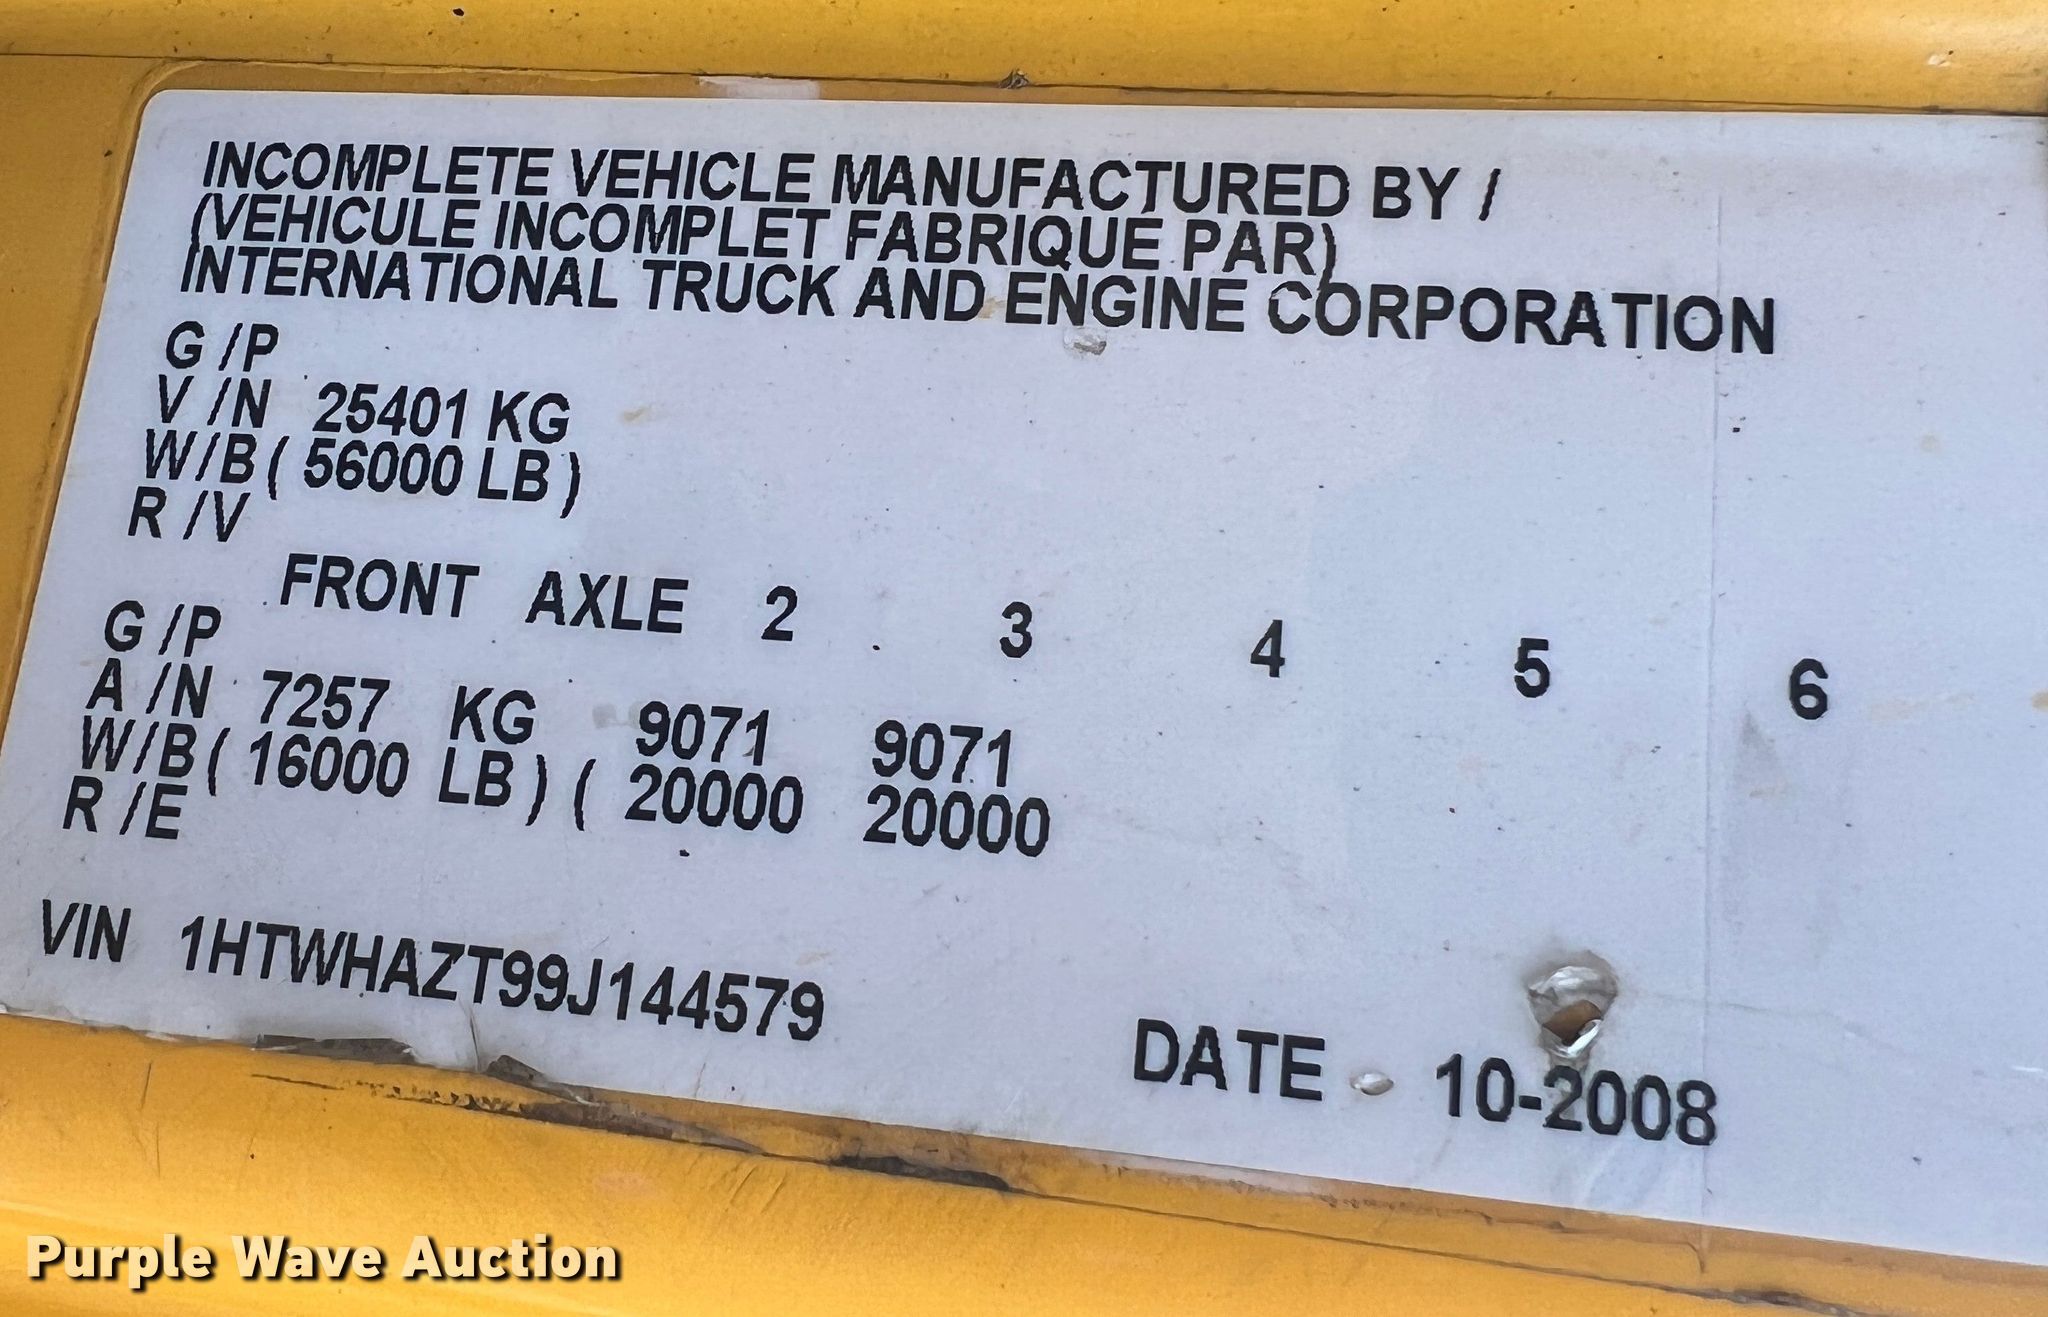 INCOMPLETE VEHICLE MANUFACTURED BY /
(VEHICULE INCOMPLET FABRIQUE PAR)
INTERNATIONAL TRUCK AND ENGINE CORPORATION
G /P
V /N 25401 KG
W/B ( 56000 LB )
R /V
FRONT AXLE 2 3 4 5 6
G /P
A /N 7257 KG 9071 9071
W/B ( 16000 LB ) ( 20000 20000
R /E
VIN 1HTWHAZT99J144579
DATE 10-2008
Purple Wave Auction